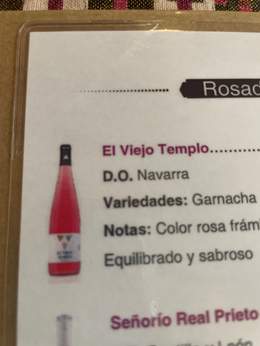 Rosad
El Viejo Templo..................
D.O. Navarra
Variedades: Garnacha
Notas: Color rosa frám
Equilibrado y sabroso
Señorío Real Prieto